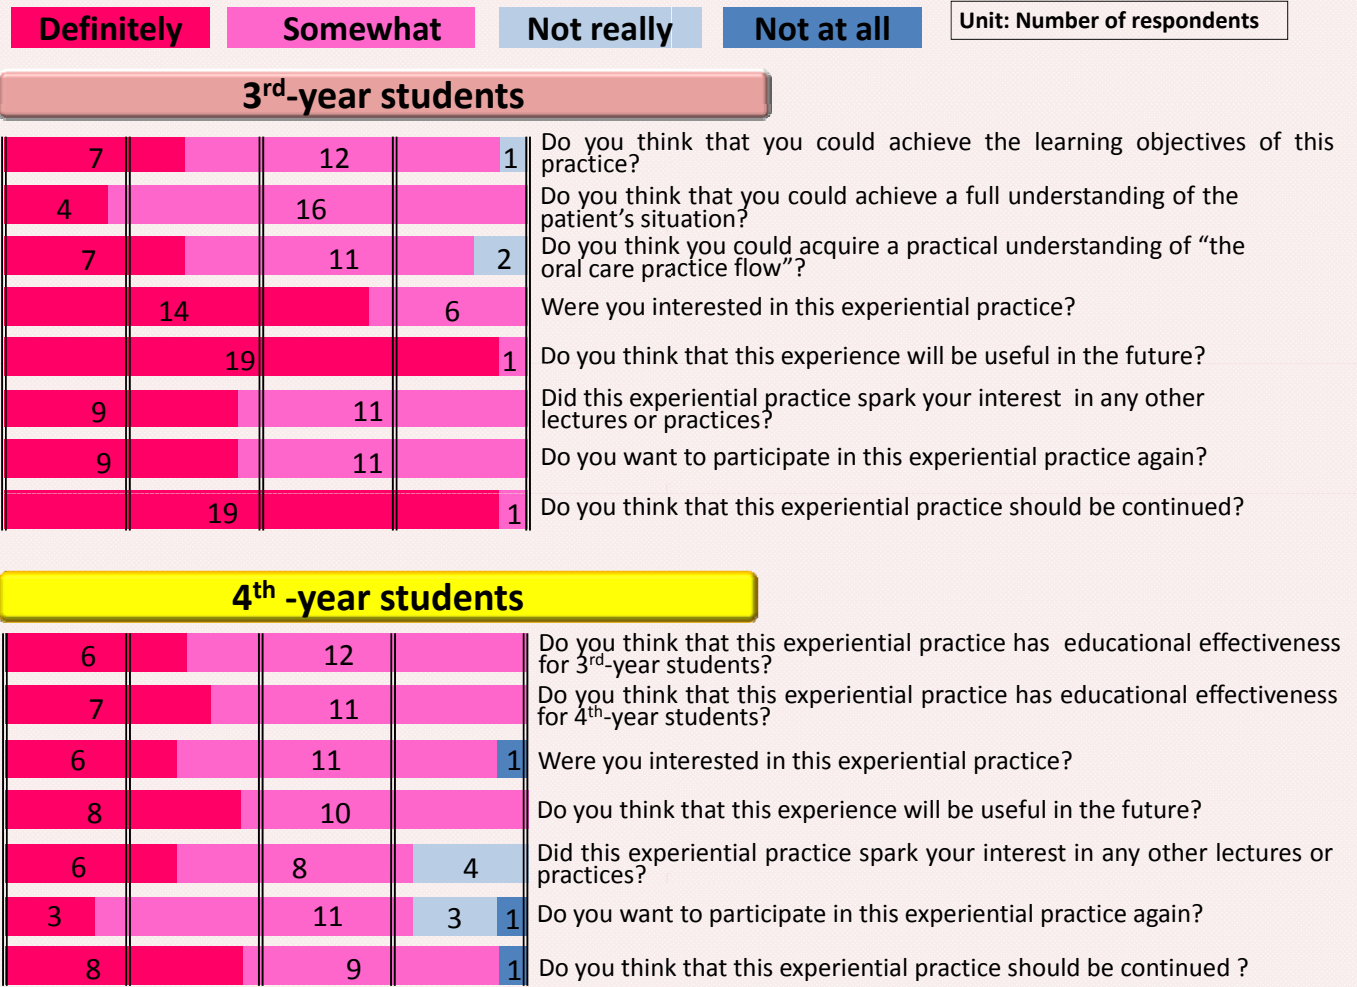 Definitely Somewhat Not really Not at all Unit: Number of respondents
3rd-year students
7 12 1 Do you think that you could achieve the learning objectives of this
practice?
4 16 Do you think that you could achieve a full understanding of the
patient's situation?
7 11 2 Do you think you could acquire a practical understanding of “the
oral care practice flow”?
14 6 Were you interested in this experiential practice?
19 1 Do you think that this experience will be useful in the future?
9 11 Did this experiential practice spark your interest in any other
lectures or practices?
9 11 Do you want to participate in this experiential practice again?
19 1 Do you think that this experiential practice should be continued?
4th -year students
6 12 Do you think that this experiential practice has educational effectiveness
for 3rd-year students?
7 11 Do you think that this experiential practice has educational effectiveness
for 4th-year students?
6 11 1 Were you interested in this experiential practice?
8 10 Do you think that this experience will be useful in the future?
6 8 4 Did this experiential practice spark your interest in any other lectures or
practices?
3 11 3 1 Do you want to participate in this experiential practice again?
8 9 1 Do you think that this experiential practice should be continued ?